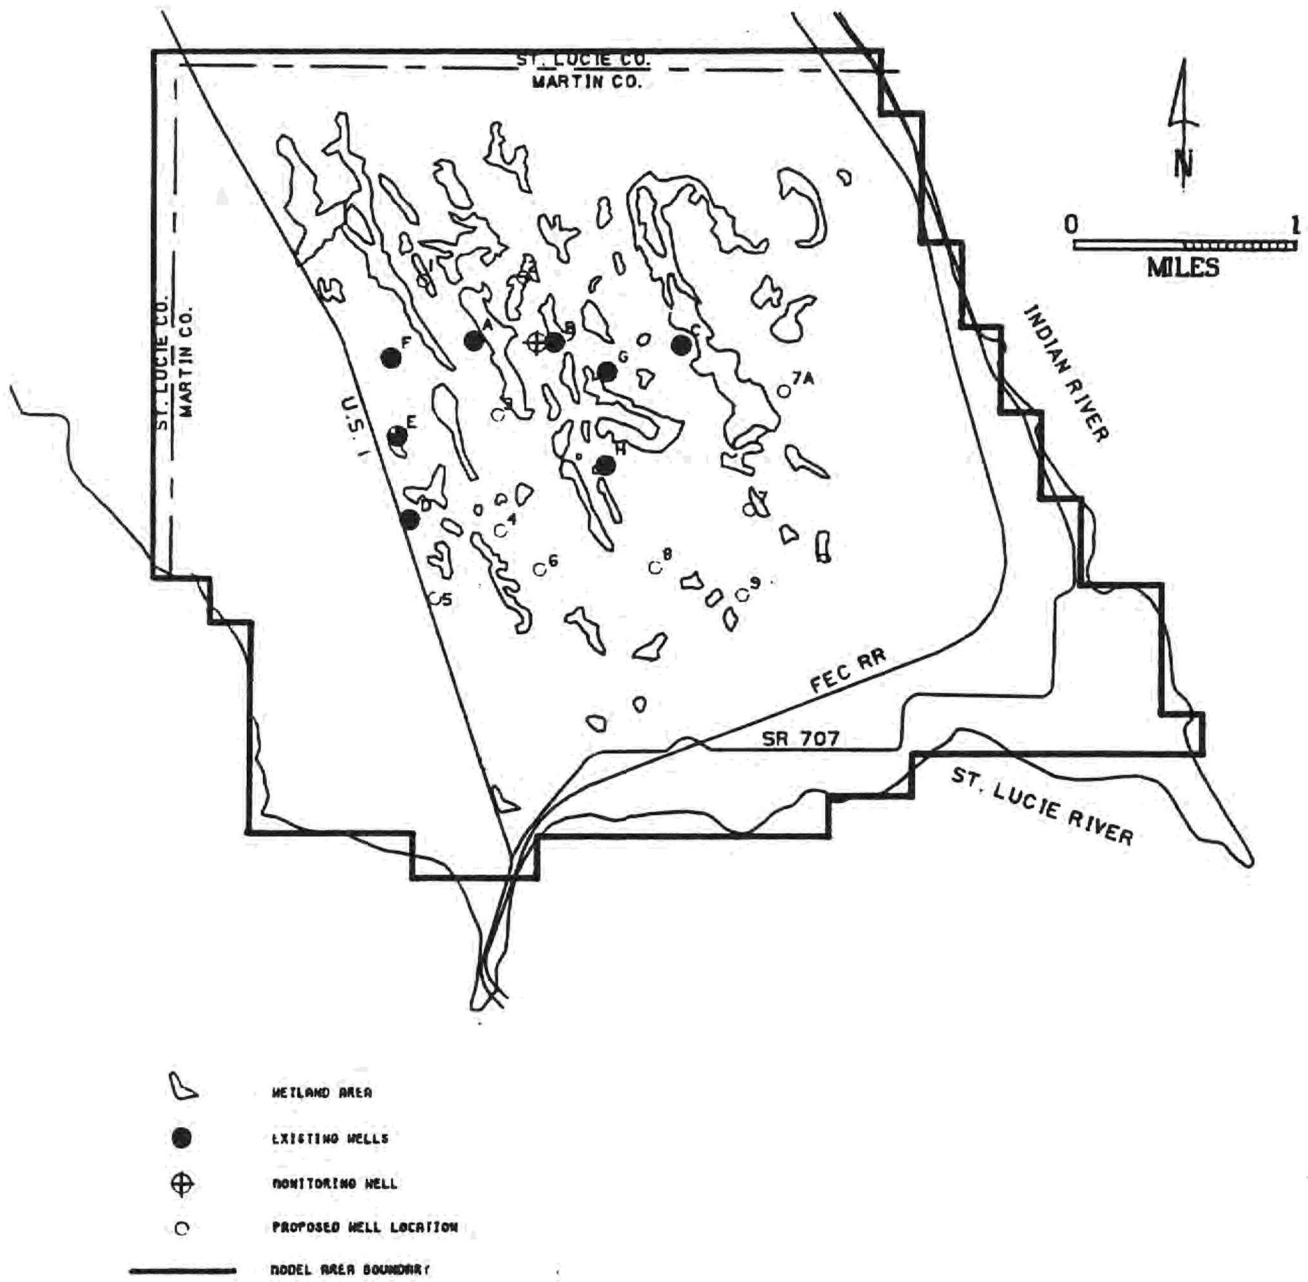 ST. LUCIE CO.
MARTIN CO.
N
0 1
MILES
ST. LUCIE CO.
MARTIN CO.
INDIAN RIVER
U.S. 1
A
B
C
F
G
7A
3
E
H
D
4
6
8
9
5
FEC RR
SR 707
ST. LUCIE RIVER
WETLAND AREA
EXISTING WELLS
MONITORING WELL
PROPOSED WELL LOCATION
MODEL AREA BOUNDARY